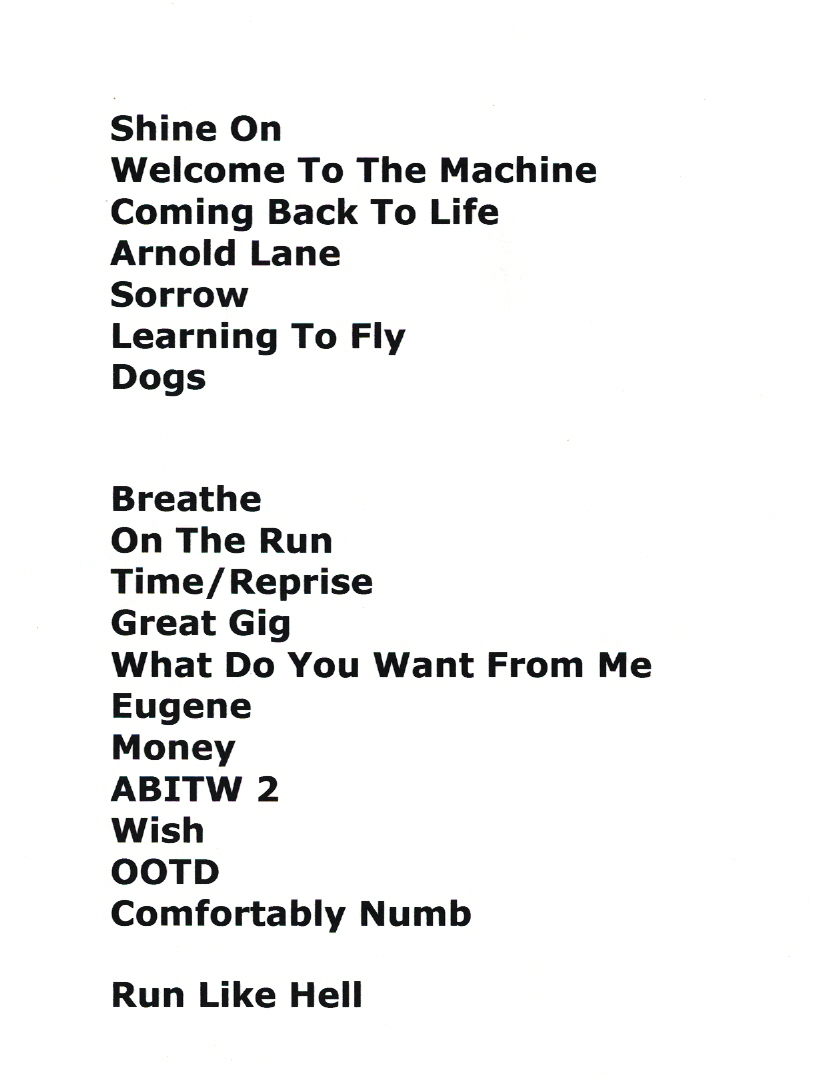 Shine On
Welcome To The Machine
Coming Back To Life
Arnold Lane
Sorrow
Learning To Fly
Dogs
Breathe
On The Run
Time/Reprise
Great Gig
What Do You Want From Me
Eugene
Money
ABITW 2
Wish
OOTD
Comfortably Numb
Run Like Hell